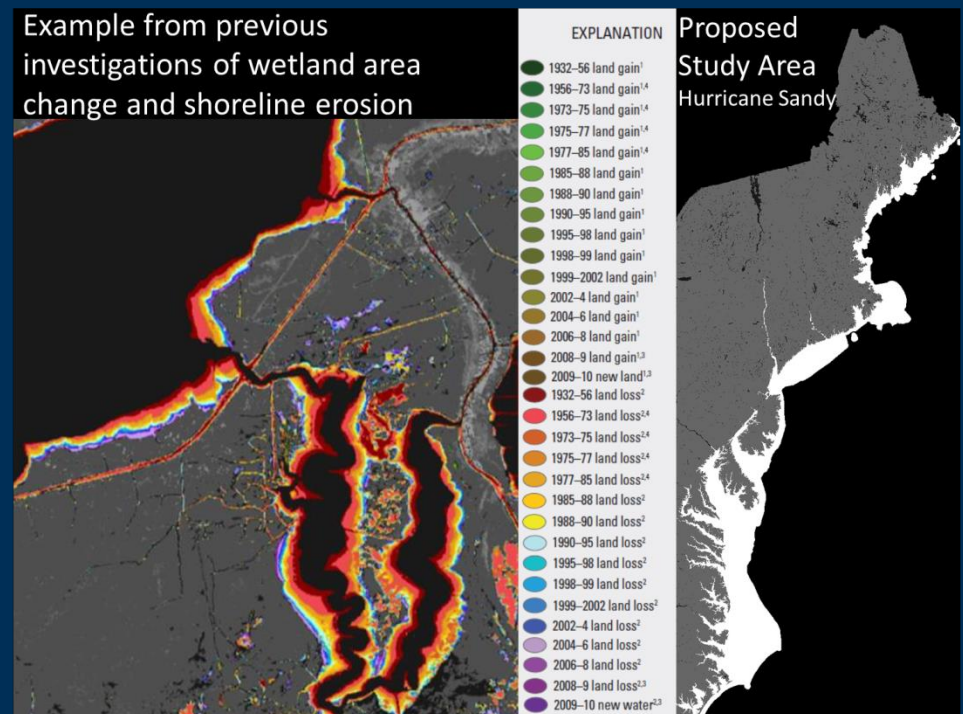 Example from previous
investigations of wetland area
change and shoreline erosion
EXPLANATION
1932–56 land gain¹
1956–73 land gain¹,⁴
1973–75 land gain¹,⁴
1975–77 land gain¹,⁴
1977–85 land gain¹,⁴
1985–88 land gain¹
1988–90 land gain¹
1990–95 land gain¹
1995–98 land gain¹
1998–99 land gain¹
1999–2002 land gain¹
2002–4 land gain¹
2004–6 land gain¹
2006–8 land gain¹
2008–9 land gain¹,³
2009–10 new land¹,³
1932–56 land loss²
1956–73 land loss²,⁴
1973–75 land loss²,⁴
1975–77 land loss²,⁴
1977–85 land loss²,⁴
1985–88 land loss²
1988–90 land loss²
1990–95 land loss²
1995–98 land loss²
1998–99 land loss²
1999–2002 land loss²
2002–4 land loss²
2004–6 land loss²
2006–8 land loss²
2008–9 land loss²,³
2009–10 new water²,³
Proposed
Study Area
Hurricane Sandy